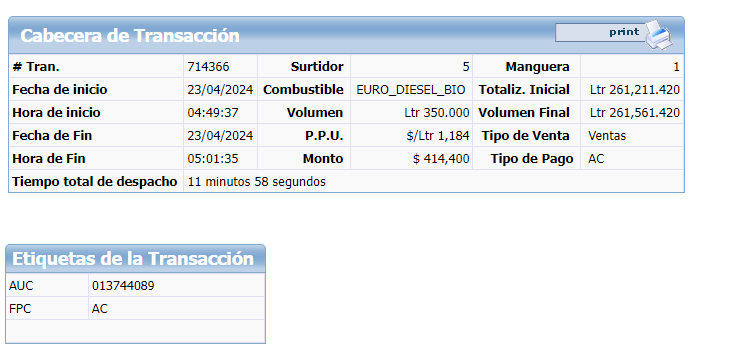 Cabecera de Transacción print
# Tran. 714366 Surtidor 5 Manguera 1
Fecha de inicio 23/04/2024 Combustible EURO_DIESEL_BIO Totaliz. Inicial Ltr 261,211.420
Hora de inicio 04:49:37 Volumen Ltr 350.000 Volumen Final Ltr 261,561.420
Fecha de Fin 23/04/2024 P.P.U. $/Ltr 1,184 Tipo de Venta Ventas
Hora de Fin 05:01:35 Monto $ 414,400 Tipo de Pago AC
Tiempo total de despacho 11 minutos 58 segundos
Etiquetas de la Transacción
AUC 013744089
FPC AC